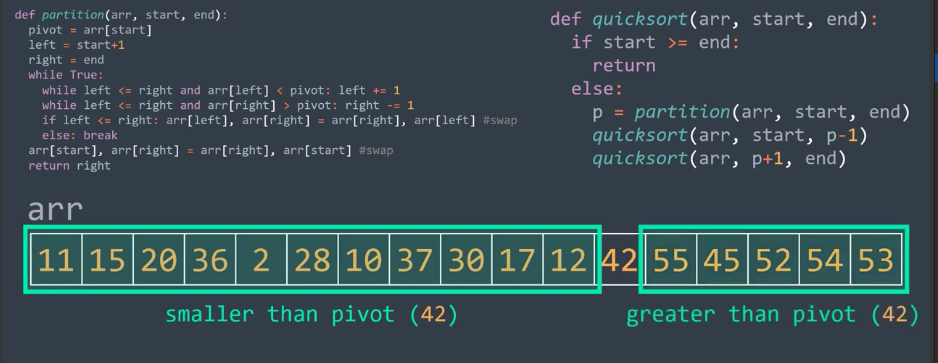 def partition(arr, start, end):
  pivot = arr[start]
  left = start+1
  right = end
  while True:
    while left <= right and arr[left] < pivot: left += 1
    while left <= right and arr[right] > pivot: right -= 1
    if left <= right: arr[left], arr[right] = arr[right], arr[left] #swap
    else: break
  arr[start], arr[right] = arr[right], arr[start] #swap
  return right
def quicksort(arr, start, end):
  if start >= end:
    return
  else:
    p = partition(arr, start, end)
    quicksort(arr, start, p-1)
    quicksort(arr, p+1, end)
arr
11 15 20 36 2 28 10 37 30 17 12 42 55 45 52 54 53
smaller than pivot (42) greater than pivot (42)